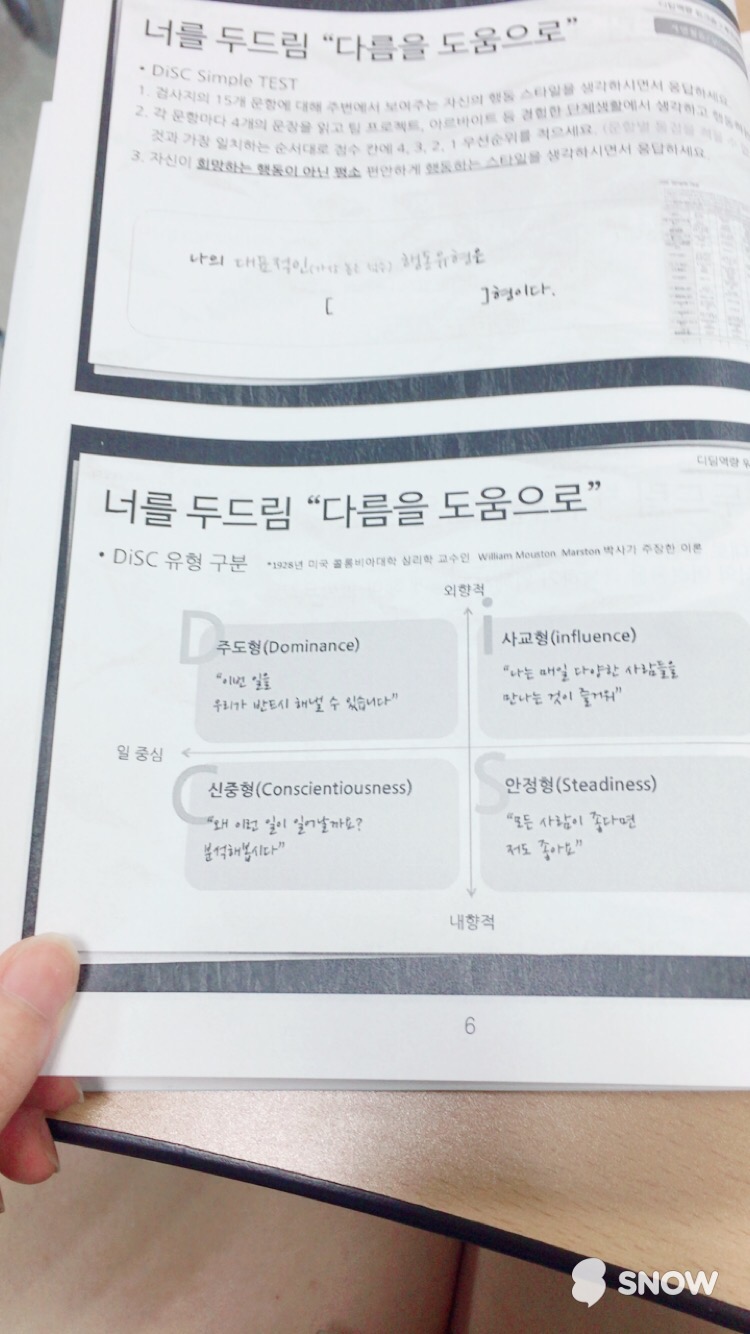 너를 두드림 “다름을 도움으로”
• DiSC Simple TEST
1. 검사지의 15개 문항에 대해 주변에서 보여주는 자신의 행동 스타일을 생각하시면서 응답하세요.
2. 각 문항마다 4개의 문장을 읽고 팀 프로젝트, 아르바이트 등 경험한 단체생활에서 생각하고 행동하는
것과 가장 일치하는 순서대로 점수 칸에 4, 3, 2, 1 우선순위를 적으세요.
3. 자신이 희망하는 행동이 아닌 평소 편안하게 행동하는 스타일을 생각하시면서 응답하세요.
나의 대표적인(가장 높은 점수) 행동유형은
[ ]형이다.
디딤역량 워
너를 두드림 “다름을 도움으로”
• DiSC 유형 구분 *1928년 미국 콜롬비아대학 심리학 교수인 William Mouston Marston 박사가 주장한 이론
외향적
D
주도형(Dominance)
“이번 일을
우리가 반드시 해낼 수 있습니다”
i
사교형(influence)
“나는 매일 다양한 사람들을
만나는 것이 즐거워”
일 중심
C
신중형(Conscientiousness)
“왜 이런 일이 일어날까요?
분석해봅시다”
S
안정형(Steadiness)
“모든 사람이 좋다면
저도 좋아요”
내향적
6
SNOW